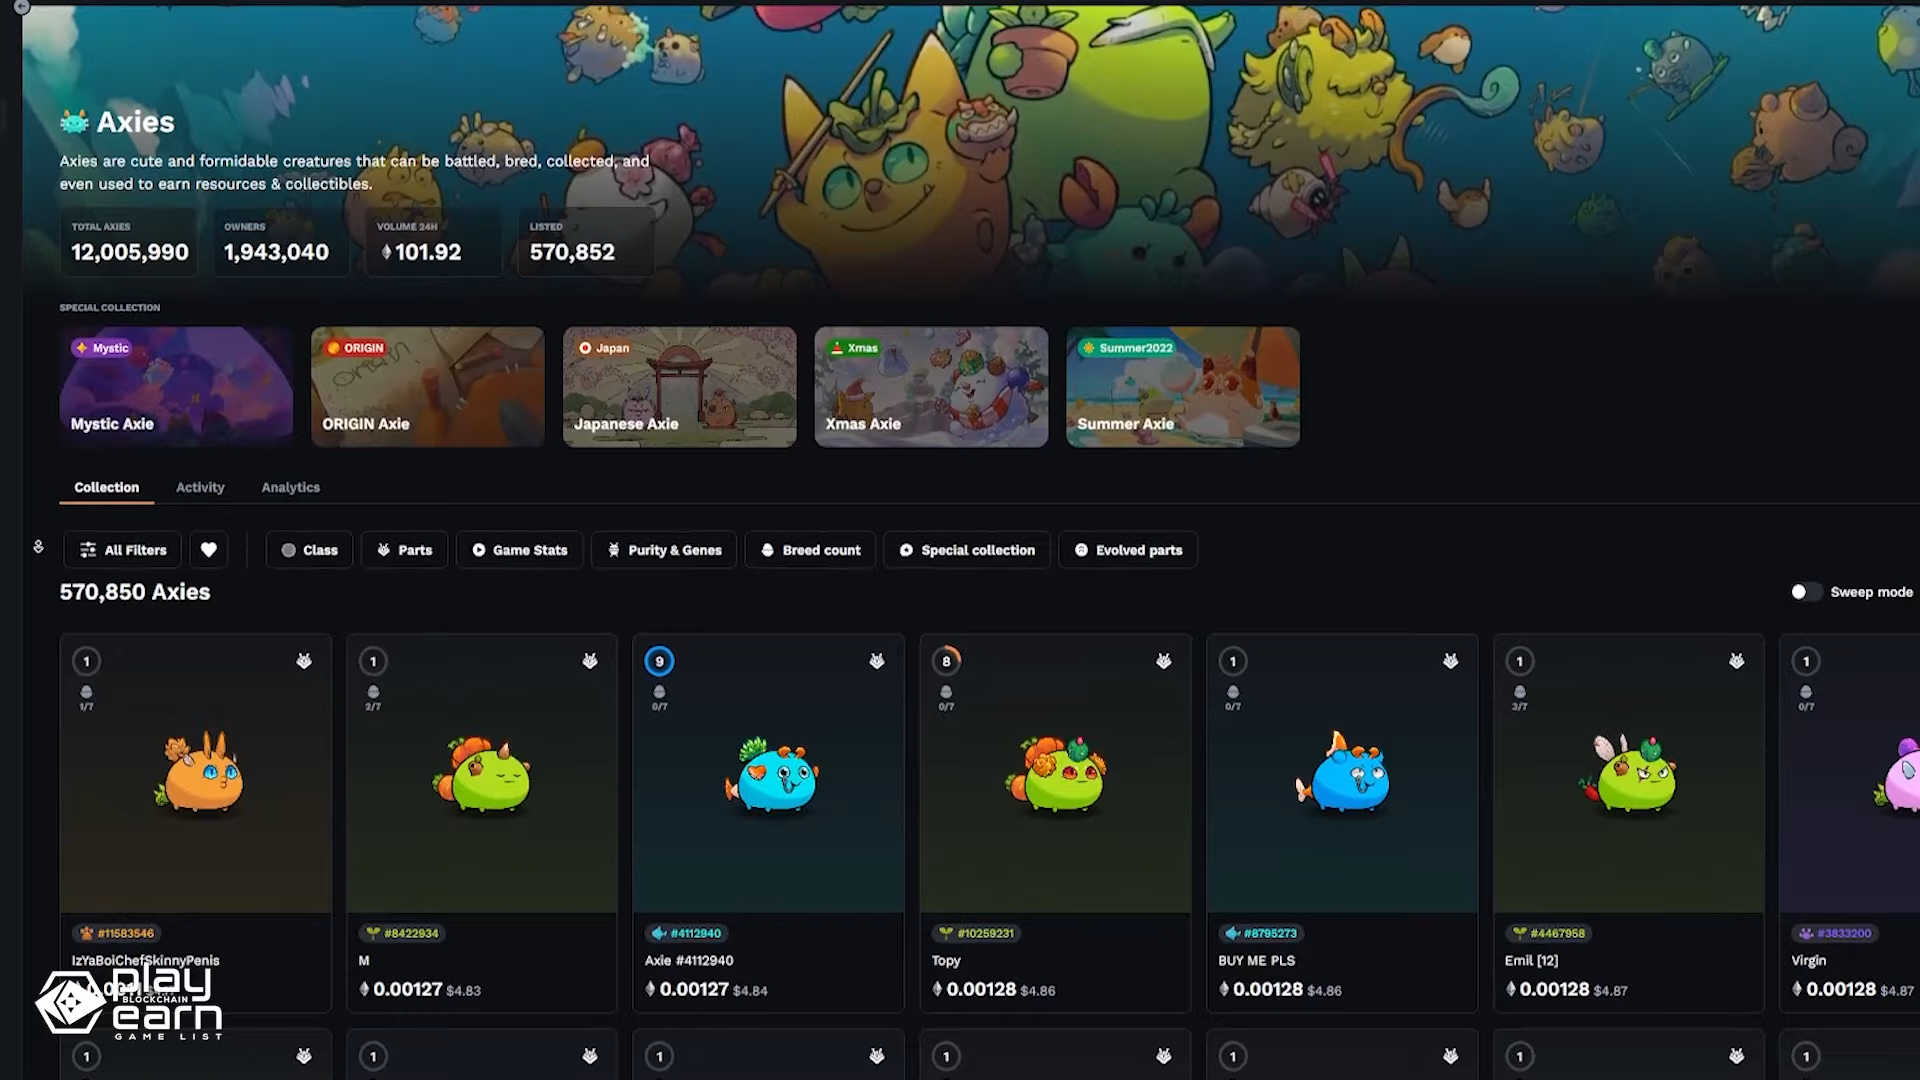 Axies
Axies are cute and formidable creatures that can be battled, bred, collected, and
even used to earn resources & collectibles.
TOTAL AXIES OWNERS VOLUME 24H LISTED
12,005,990 1,943,040 101.92 570,852
SPECIAL COLLECTION
Mystic ORIGIN Japan Xmas Summer2022
Mystic Axie ORIGIN Axie Japanese Axie Xmas Axie Summer Axie
Collection Activity Analytics
All Filters Class Parts Game Stats Purity & Genes Breed count Special collection Evolved parts
570,850 Axies Sweep mode
1 1 9 8 1 1 1
1/7 2/7 0/7 0/7 0/7 3/7 0/7
#11583546 #8422934 #4112940 #10259231 #8795273 #4467958 #3833200
IzYaBoiChefSkinnyPenis M Axie #4112940 Topy BUY ME PLS Emil [12] Virgin
0.00127 $4.83 0.00127 $4.84 0.00128 $4.86 0.00128 $4.86 0.00128 $4.87 0.00128 $4.87
play
BLOCKCHAIN
earn
GAME LIST
1 1 1 1 1 1 1